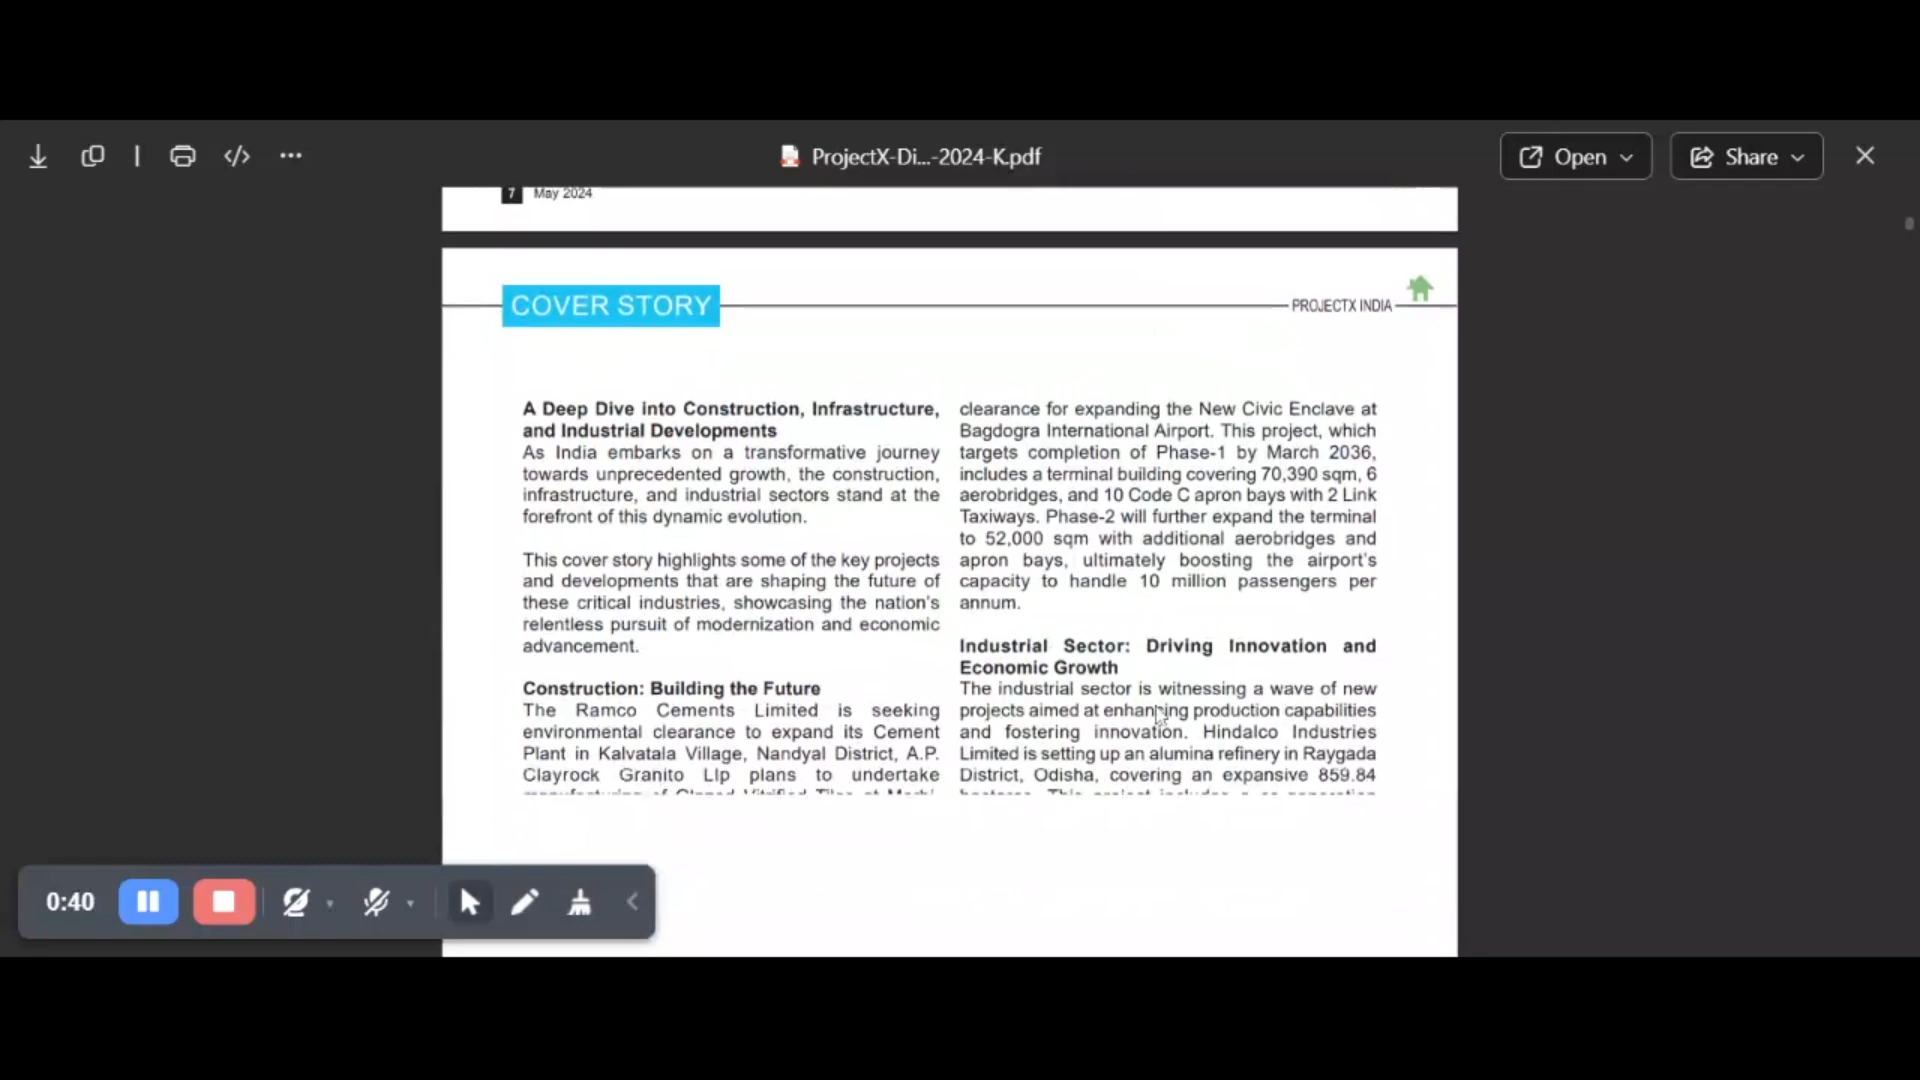 ProjectX-Di...-2024-K.pdf
Open
Share
7 May 2024
COVER STORY
PROJECTX INDIA
A Deep Dive into Construction, Infrastructure,
and Industrial Developments
As India embarks on a transformative journey
towards unprecedented growth, the construction,
infrastructure, and industrial sectors stand at the
forefront of this dynamic evolution.
This cover story highlights some of the key projects
and developments that are shaping the future of
these critical industries, showcasing the nation's
relentless pursuit of modernization and economic
advancement.
Construction: Building the Future
The Ramco Cements Limited is seeking
environmental clearance to expand its Cement
Plant in Kalvatala Village, Nandyal District, A.P.
Clayrock Granito Llp plans to undertake
clearance for expanding the New Civic Enclave at
Bagdogra International Airport. This project, which
targets completion of Phase-1 by March 2036,
includes a terminal building covering 70,390 sqm, 6
aerobridges, and 10 Code C apron bays with 2 Link
Taxiways. Phase-2 will further expand the terminal
to 52,000 sqm with additional aerobridges and
apron bays, ultimately boosting the airport's
capacity to handle 10 million passengers per
annum.
Industrial Sector: Driving Innovation and
Economic Growth
The industrial sector is witnessing a wave of new
projects aimed at enhancing production capabilities
and fostering innovation. Hindalco Industries
Limited is setting up an alumina refinery in Raygada
District, Odisha, covering an expansive 859.84
0:40